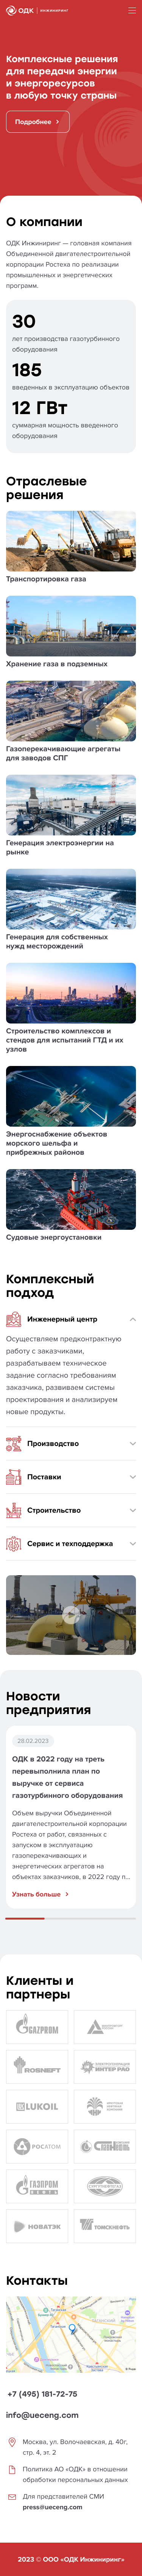 ОДК | ИНЖИНИРИНГ
Комплексные решения
для передачи энергии
и энергоресурсов
в любую точку страны
Подробнее
О компании
ОДК Инжиниринг — головная компания
Объединенной двигателестроительной
корпорации Ростеха по реализации
промышленных и энергетических
программ.
30
лет производства газотурбинного
оборудования
185
введенных в эксплуатацию объектов
12 ГВт
суммарная мощность введенного
оборудования
Отраслевые
решения
Транспортировка газа
Хранение газа в подземных
Газоперекачивающие агрегаты
для заводов СПГ
Генерация электроэнергии на
рынке
Генерация для собственных
нужд месторождений
Строительство комплексов и
стендов для испытаний ГТД и их
узлов
Энергоснабжение объектов
морского шельфа и
прибрежных районов
Судовые энергоустановки
Комплексный
подход
Инженерный центр
Осуществляем предконтрактную
работу с заказчиками,
разрабатываем техническое
задание согласно требованиям
заказчика, развиваем системы
проектирования и анализируем
новые продукты.
Производство
Поставки
Строительство
Сервис и техподдержка
Новости
предприятия
28.02.2023
ОДК в 2022 году на треть
перевыполнила план по
выручке от сервиса
газотурбинного оборудования
Объем выручки Объединенной
двигателестроительной корпорации
Ростеха от работ, связанных с
запуском в эксплуатацию
газоперекачивающих и
энергетических агрегатов на
объектах заказчиков, в 2022 году п...
Узнать больше
Клиенты и
партнеры
GAZPROM
ROSNEFT
ИНТЕР РАО
LUKOIL
РОСАТОМ
ГАЗПРОМ
НОВАТЭК
ТОМСКНЕФТЬ
Контакты
+7 (495) 181-72-75
info@ueceng.com
Москва, ул. Волочаевская, д. 40г,
стр. 4, эт. 2
Политика АО «ОДК» в отношении
обработки персональных данных
Для представителей СМИ
press@ueceng.com
2023 © ООО «ОДК Инжиниринг»